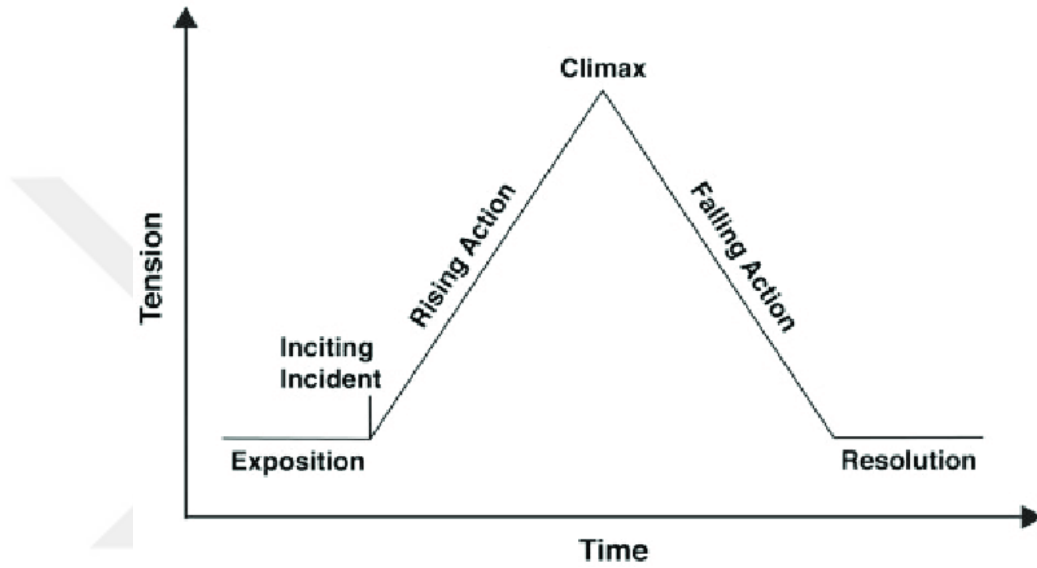 Climax
Rising Action
Falling Action
Tension
Inciting
Incident
Exposition
Resolution
Time